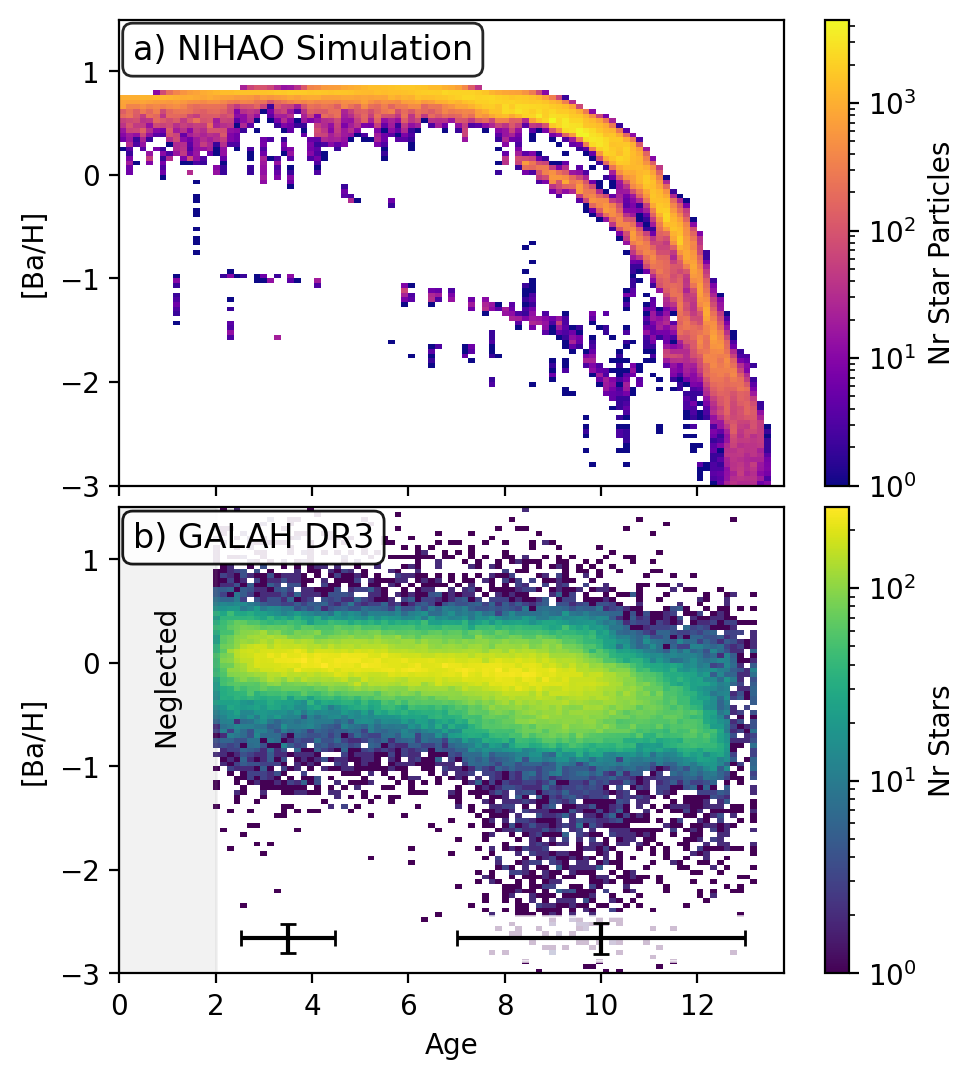 a) NIHAO Simulation
1
0
−1
−2
−3
[Ba/H]
10³
10²
10¹
10⁰
Nr Star Particles
b) GALAH DR3
Neglected
1
0
−1
−2
−3
[Ba/H]
0 2 4 6 8 10 12
Age
10²
10¹
10⁰
Nr Stars